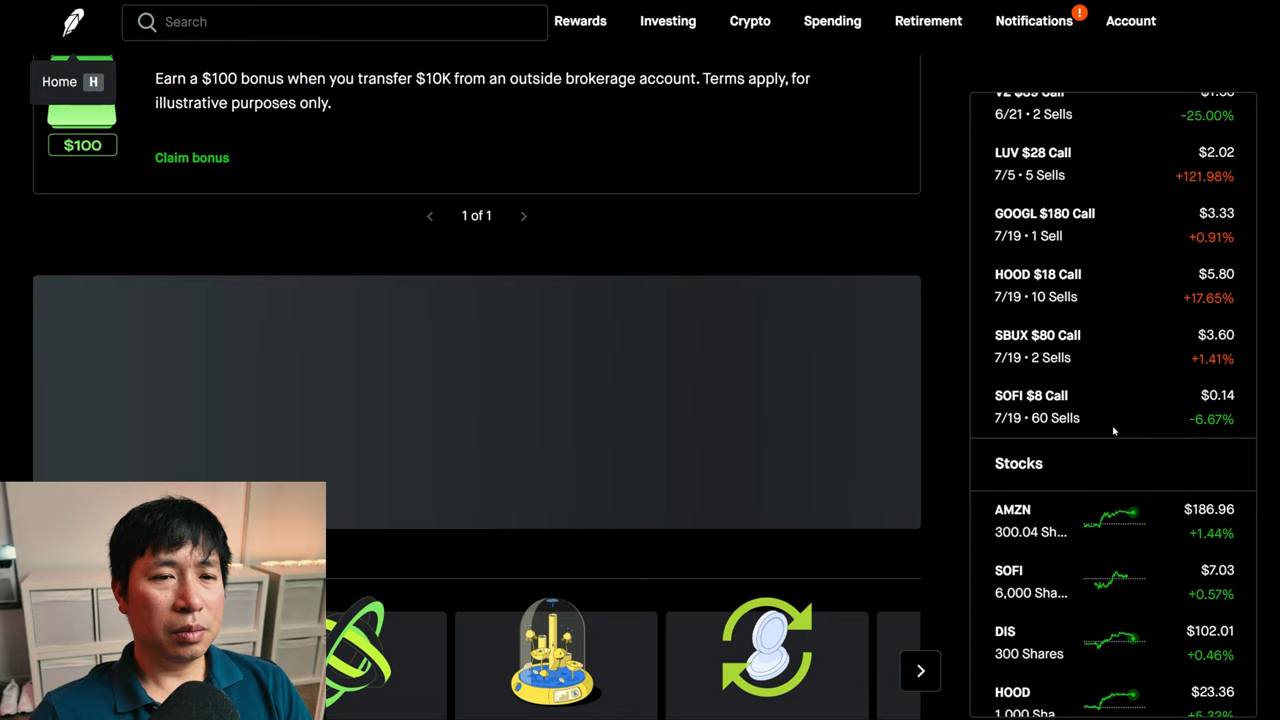 Search
Rewards
Investing
Crypto
Spending
Retirement
Notifications
!
Account
Home H
Earn a $100 bonus when you transfer $10K from an outside brokerage account. Terms apply, for
illustrative purposes only.
$100
Claim bonus
1 of 1
6/21 • 2 Sells -25.00%
LUV $28 Call $2.02
7/5 • 5 Sells +121.98%
GOOGL $180 Call $3.33
7/19 • 1 Sell +0.91%
HOOD $18 Call $5.80
7/19 • 10 Sells +17.65%
SBUX $80 Call $3.60
7/19 • 2 Sells +1.41%
SOFI $8 Call $0.14
7/19 • 60 Sells -6.67%
Stocks
AMZN $186.96
300.04 Sh... +1.44%
SOFI $7.03
6,000 Sha... +0.57%
DIS $102.01
300 Shares +0.46%
HOOD $23.36
1,000 Sha... +5.32%